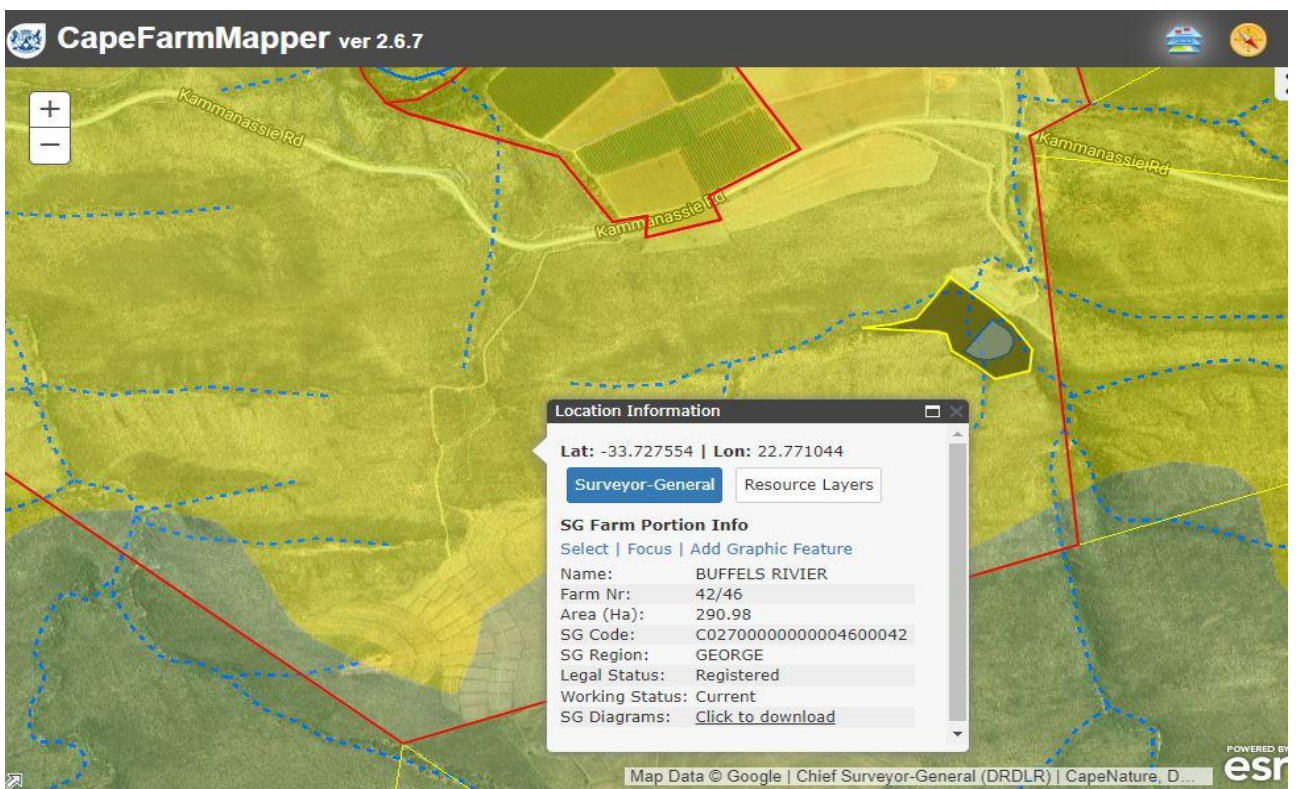 CapeFarmMapper ver 2.6.7
+
−
Kammanassie Rd
Kammanassie Rd
Kammanassie Rd
Location Information
Lat: -33.727554 | Lon: 22.771044
Surveyor-General
Resource Layers
SG Farm Portion Info
Select | Focus | Add Graphic Feature
Name: BUFFELS RIVIER
Farm Nr: 42/46
Area (Ha): 290.98
SG Code: C02700000000004600042
SG Region: GEORGE
Legal Status: Registered
Working Status: Current
SG Diagrams: Click to download
Map Data © Google | Chief Surveyor-General (DRDLR) | CapeNature, D...
POWERED BY
esr